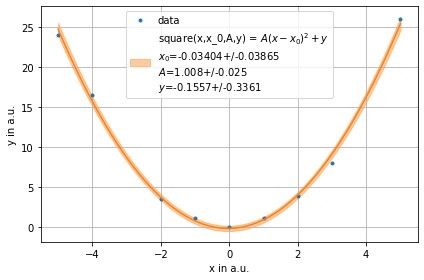 data
square(x,x_0,A,y) = A(x − x₀)² + y
x₀=-0.03404+/-0.03865
A=1.008+/-0.025
y=-0.1557+/-0.3361
25
20
15
10
5
0
y in a.u.
−4 −2 0 2 4
x in a.u.